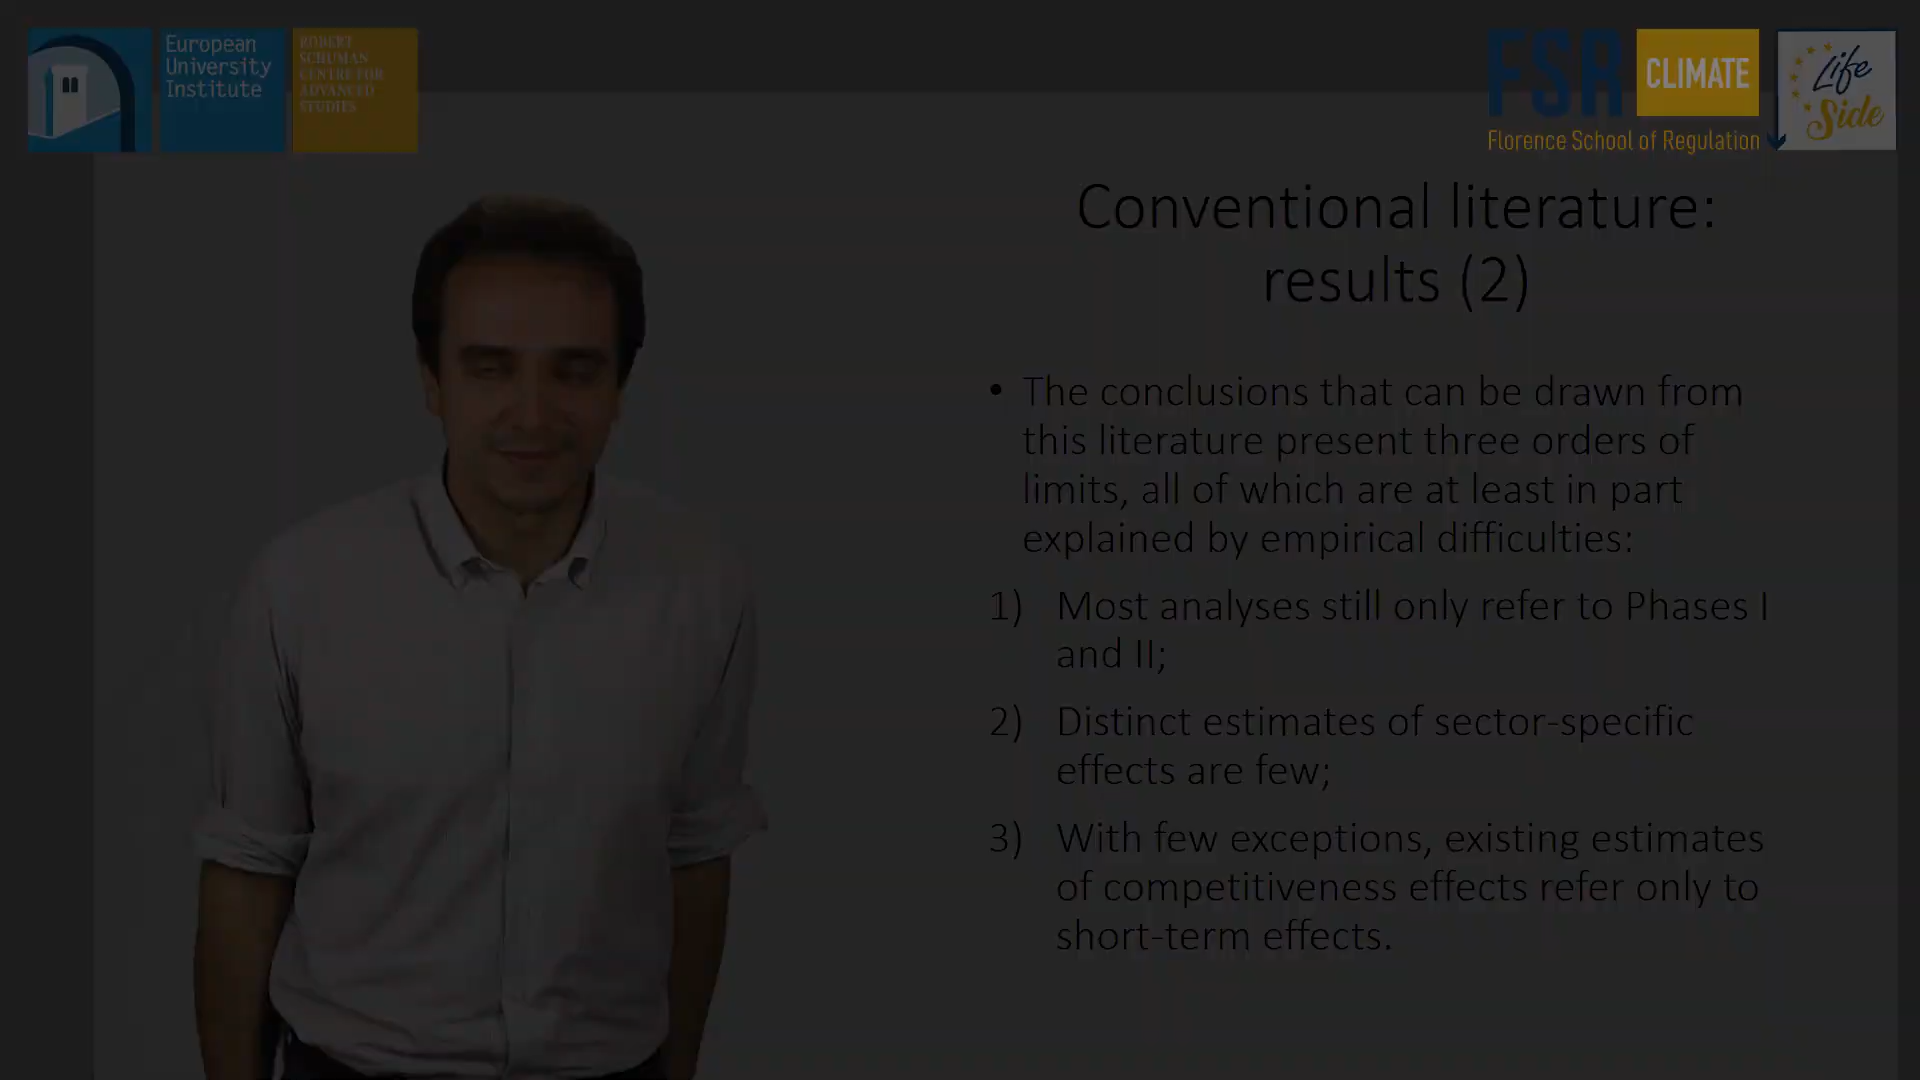 European
University
Institute
ROBERT
SCHUMAN
CENTRE FOR
ADVANCED
STUDIES
FSR
CLIMATE
Florence School of Regulation
Life
Side
Conventional literature:
results (2)
• The conclusions that can be drawn from
this literature present three orders of
limits, all of which are at least in part
explained by empirical difficulties:
1) Most analyses still only refer to Phases I
and II;
2) Distinct estimates of sector-specific
effects are few;
3) With few exceptions, existing estimates
of competitiveness effects refer only to
short-term effects.